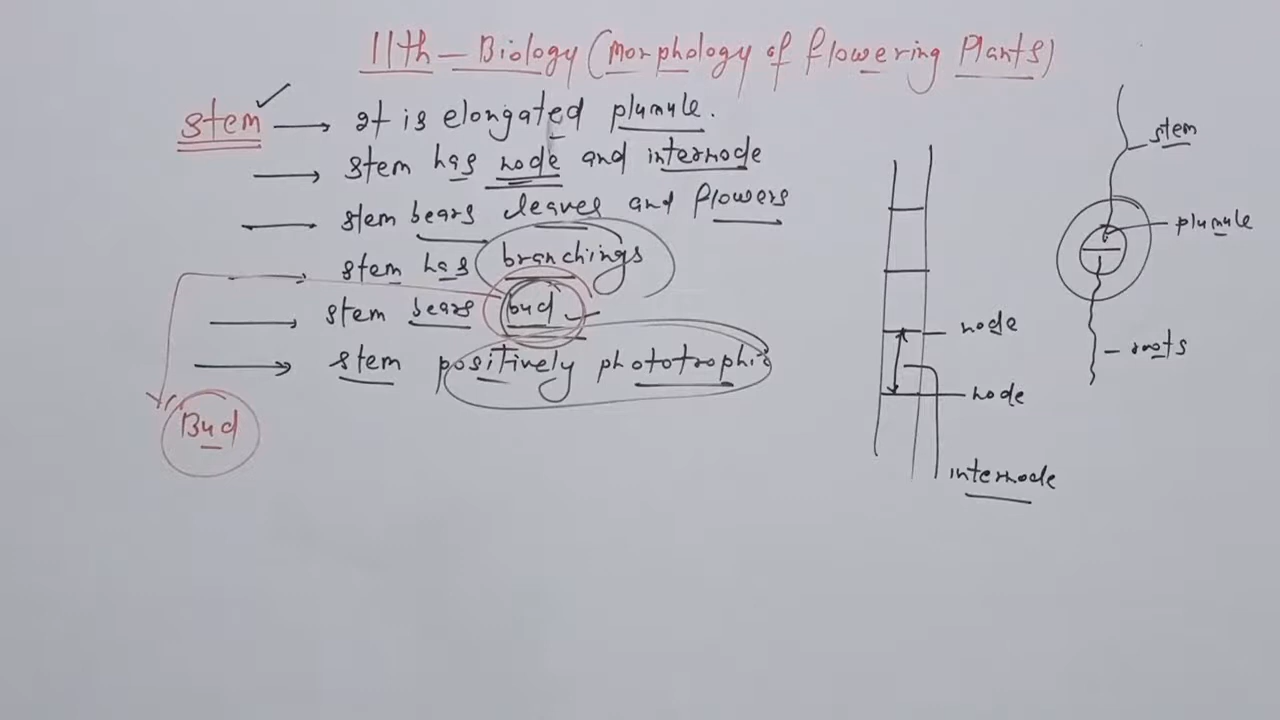 11th - Biology (Morphology of flowering Plants)
stem → It is elongated plumule.
→ stem has node and internode
→ stem bears leaves and flowers
→ stem has branchings
→ stem bears bud
→ stem positively phototrophic
Bud
node
node
internode
stem
plumule
roots